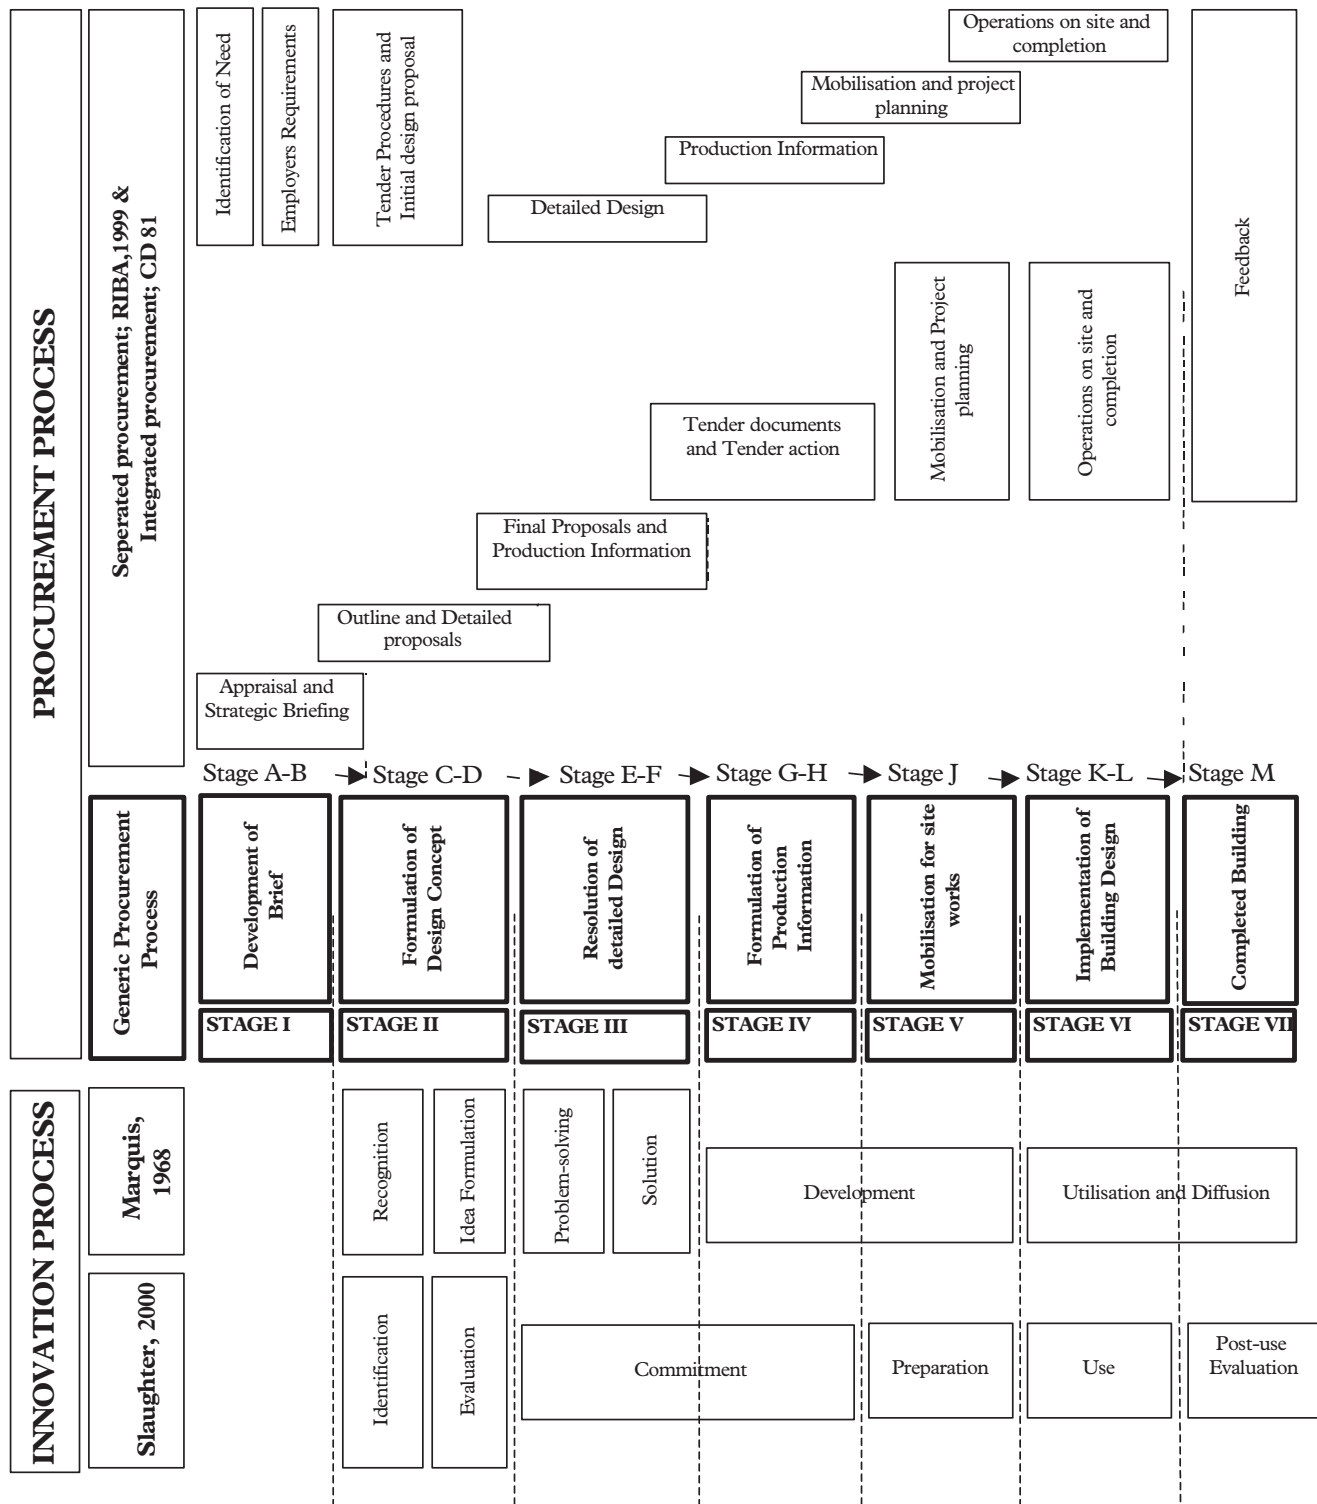 PROCUREMENT PROCESS
Seperated procurement; RIBA,1999 &
Integrated procurement; CD 81
Identification of Need
Employers Requirements
Tender Procedures and
Initial design proposal
Detailed Design
Production Information
Mobilisation and project
planning
Operations on site and
completion
Feedback
Appraisal and
Strategic Briefing
Outline and Detailed
proposals
Final Proposals and
Production Information
Tender documents
and Tender action
Mobilisation and Project
planning
Operations on site and
completion
Stage A-B
Stage C-D
Stage E-F
Stage G-H
Stage J
Stage K-L
Stage M
Generic Procurement
Process
Development of
Brief
Formulation of
Design Concept
Resolution of
detailed Design
Formulation of
Production
Information
Mobilisation for site
works
Implementation of
Building Design
Completed Building
STAGE I
STAGE II
STAGE III
STAGE IV
STAGE V
STAGE VI
STAGE VII
INNOVATION PROCESS
Marquis,
1968
Recognition
Idea Formulation
Problem-solving
Solution
Development
Utilisation and Diffusion
Slaughter, 2000
Identification
Evaluation
Commitment
Preparation
Use
Post-use
Evaluation